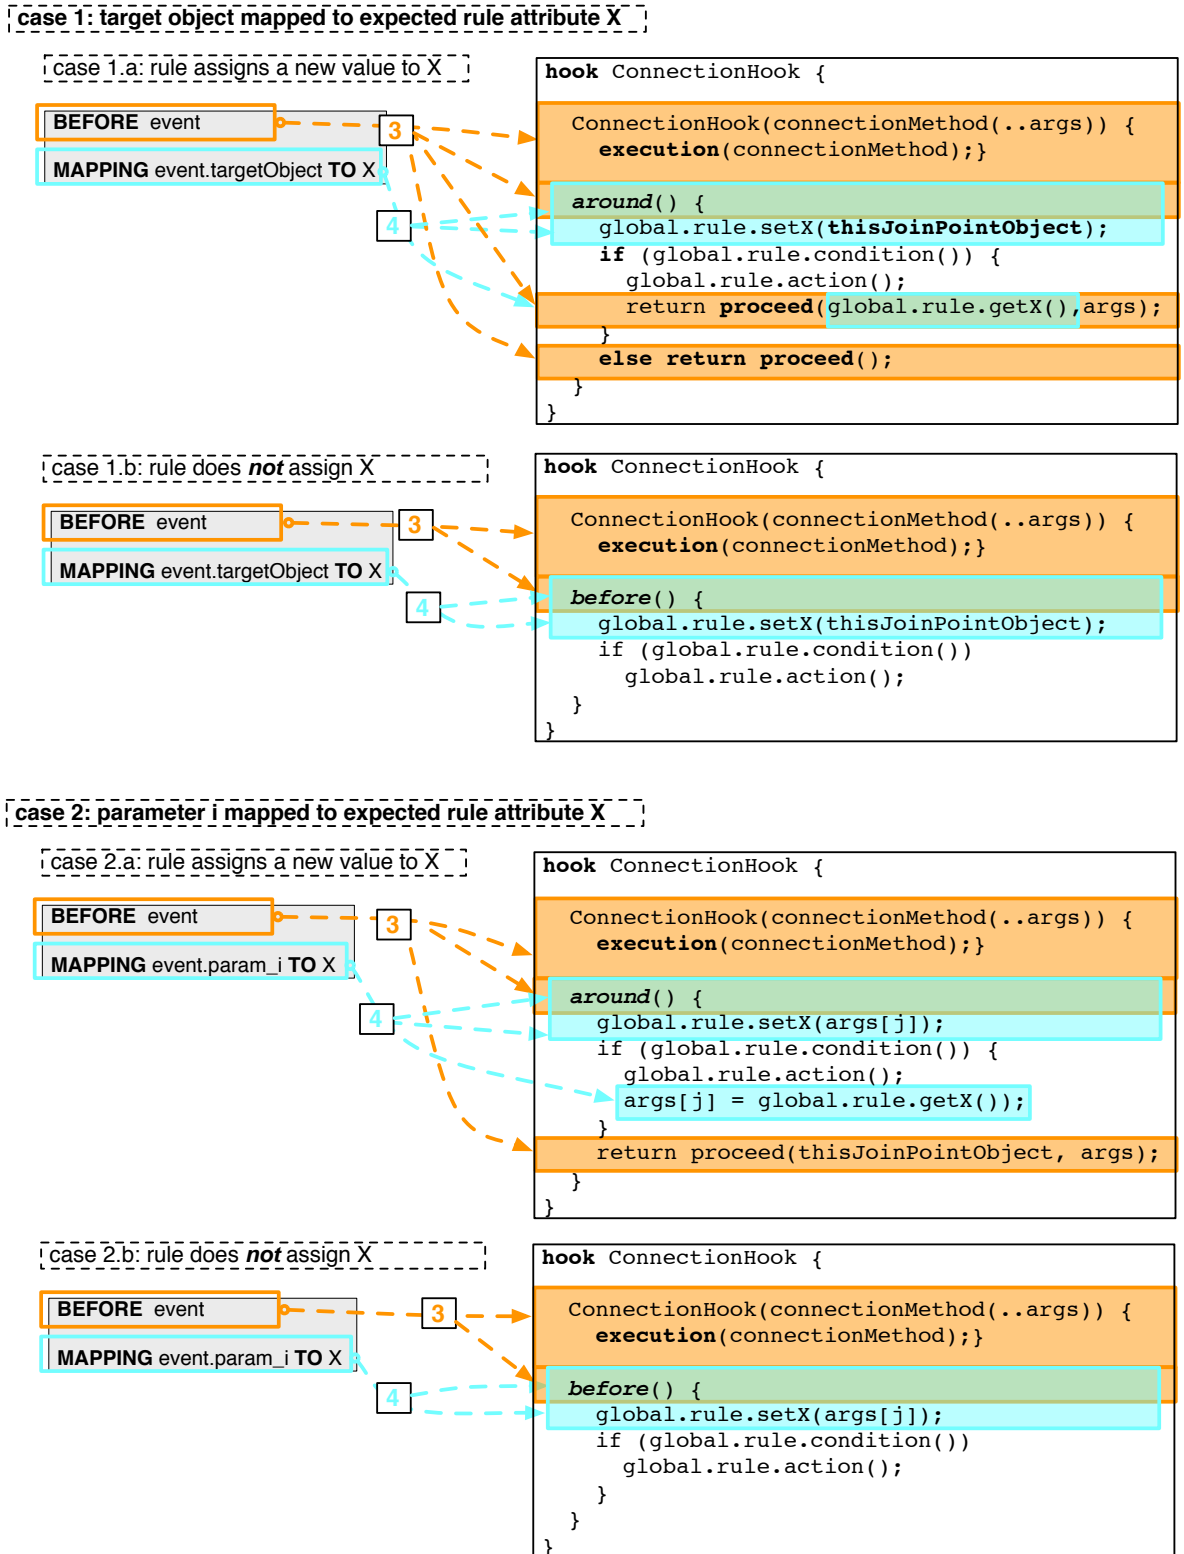 case 1: target object mapped to expected rule attribute X
case 1.a: rule assigns a new value to X
BEFORE event
MAPPING event.targetObject TO X
3
4
hook ConnectionHook {
ConnectionHook(connectionMethod(..args)) {
execution(connectionMethod);}
around() {
global.rule.setX(thisJoinPointObject);
if (global.rule.condition()) {
global.rule.action();
return proceed(global.rule.getX(),args);
}
else return proceed();
}
}
case 1.b: rule does not assign X
BEFORE event
MAPPING event.targetObject TO X
3
4
hook ConnectionHook {
ConnectionHook(connectionMethod(..args)) {
execution(connectionMethod);}
before() {
global.rule.setX(thisJoinPointObject);
if (global.rule.condition())
global.rule.action();
}
}
case 2: parameter i mapped to expected rule attribute X
case 2.a: rule assigns a new value to X
BEFORE event
MAPPING event.param_i TO X
3
4
hook ConnectionHook {
ConnectionHook(connectionMethod(..args)) {
execution(connectionMethod);}
around() {
global.rule.setX(args[j]);
if (global.rule.condition()) {
global.rule.action();
args[j] = global.rule.getX());
}
return proceed(thisJoinPointObject, args);
}
}
case 2.b: rule does not assign X
BEFORE event
MAPPING event.param_i TO X
3
4
hook ConnectionHook {
ConnectionHook(connectionMethod(..args)) {
execution(connectionMethod);}
before() {
global.rule.setX(args[j]);
if (global.rule.condition())
global.rule.action();
}
}
}